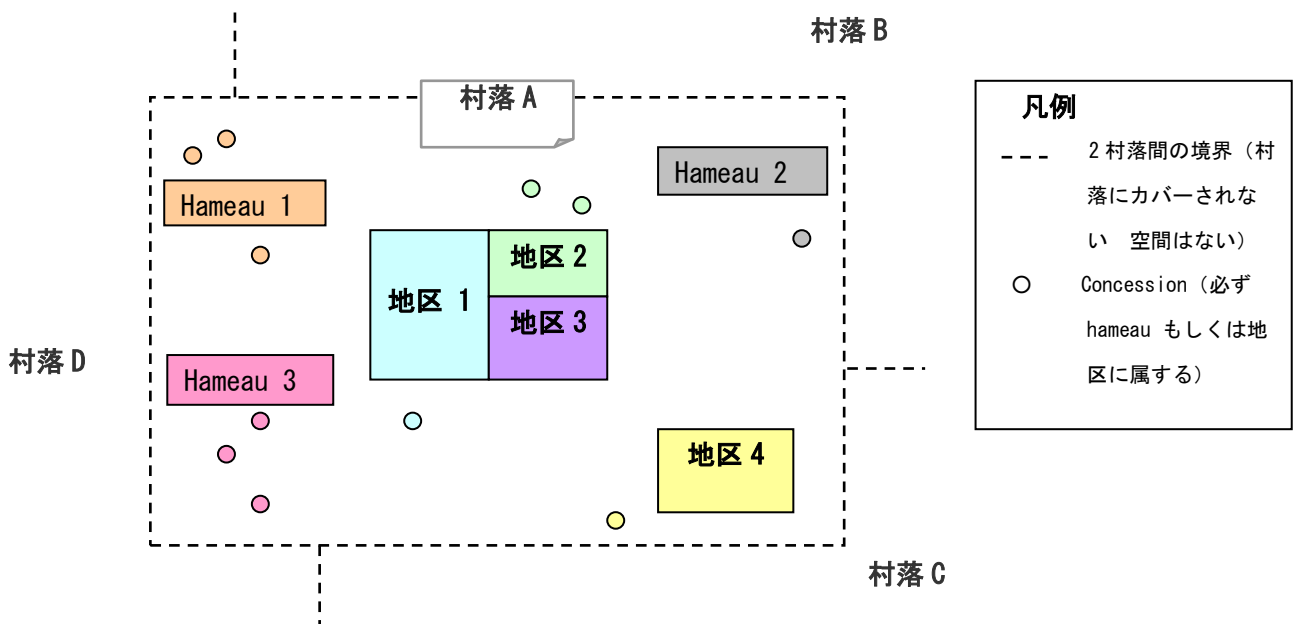 村落 B
村落 A
Hameau 1
Hameau 2
地区 1
地区 2
地区 3
村落 D
Hameau 3
地区 4
村落 C
凡例
2 村落間の境界（村
落にカバーされな
い　空間はない）
Concession（必ず
hameau もしくは地
区に属する）